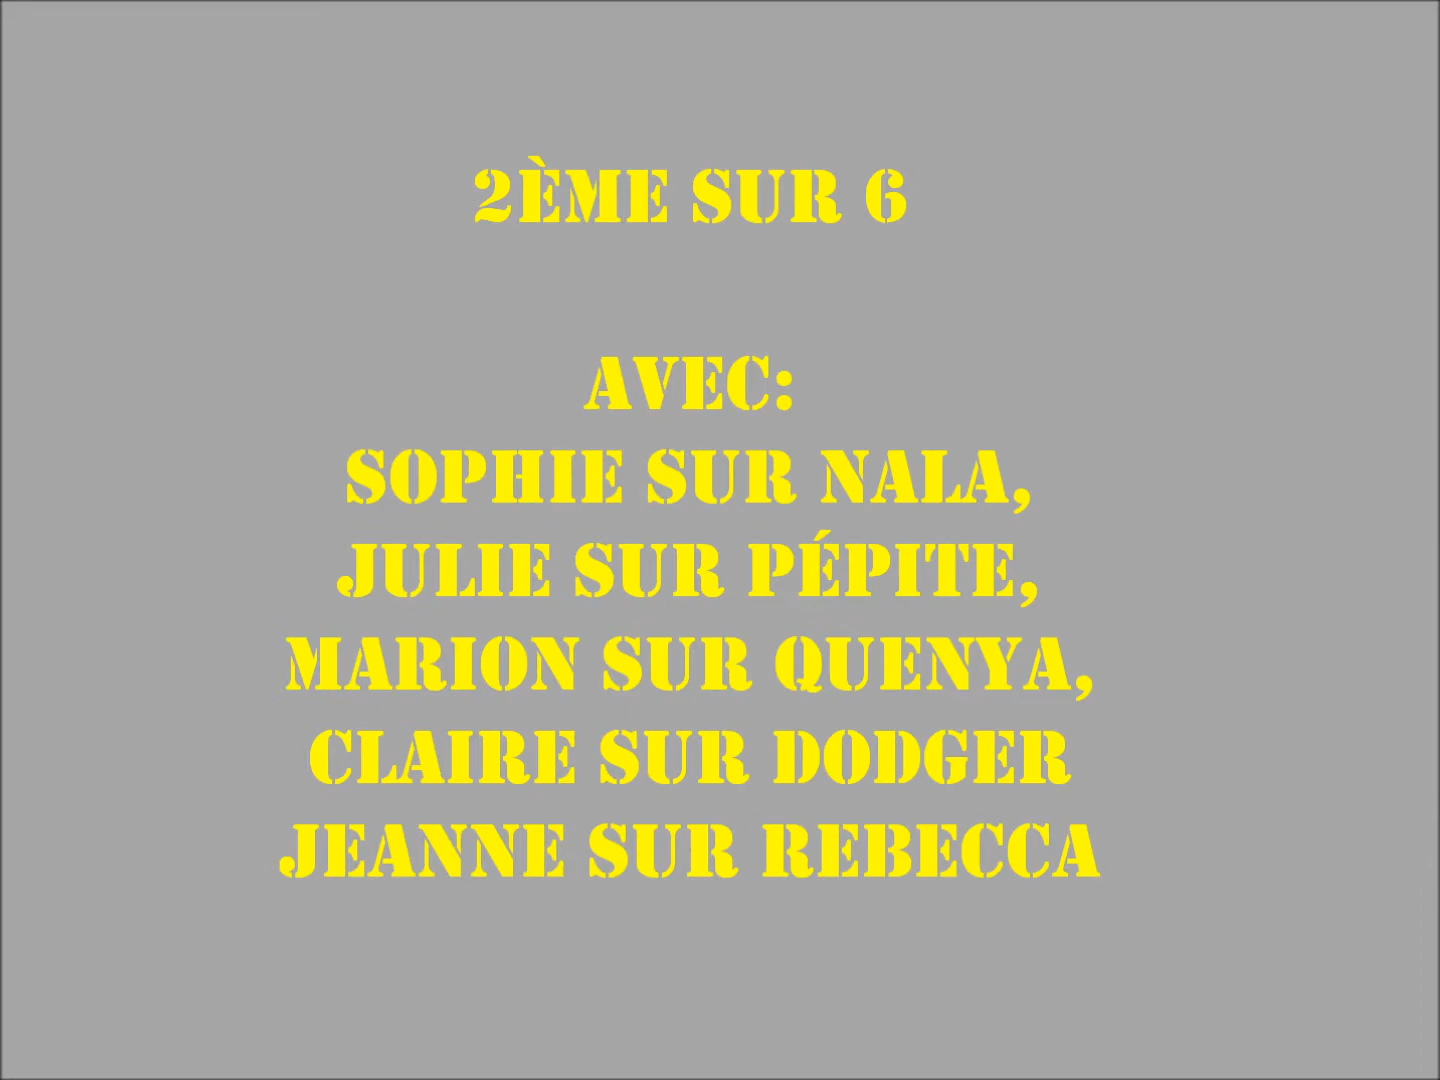 2ÈME SUR 6
AVEC:
SOPHIE SUR NALA,
JULIE SUR PÉPITE,
MARION SUR QUENYA,
CLAIRE SUR DODGER
JEANNE SUR REBECCA